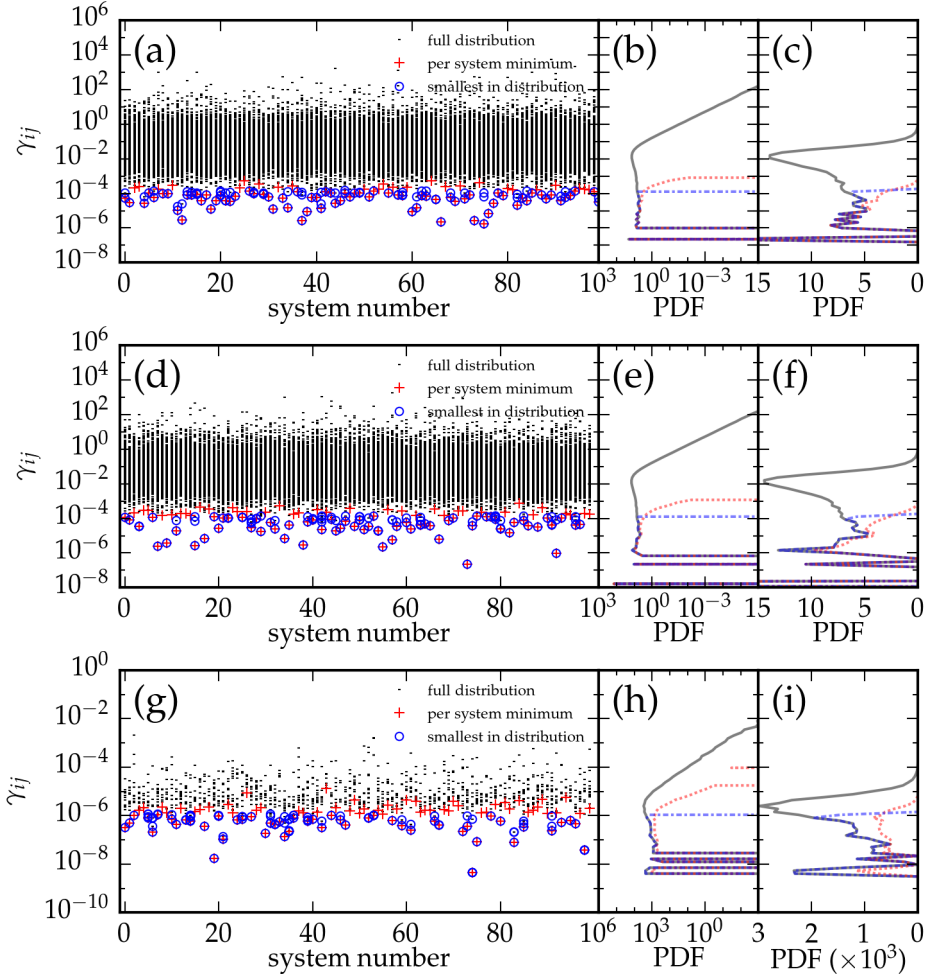 (a) (b) (c)
full distribution
per system minimum
smallest in distribution
γij
10^6
10^4
10^2
10^0
10^−2
10^−4
10^−6
10^−8
0 20 40 60 80 10^3 10^0 10^−3 15 10 5 0
system number PDF PDF
(d) (e) (f)
full distribution
per system minimum
smallest in distribution
γij
10^6
10^4
10^2
10^0
10^−2
10^−4
10^−6
10^−8
0 20 40 60 80 10^3 10^0 10^−3 15 10 5 0
system number PDF PDF
(g) (h) (i)
full distribution
per system minimum
smallest in distribution
γij
10^0
10^−2
10^−4
10^−6
10^−8
10^−10
0 20 40 60 80 10^6 10^3 10^0 3 2 1 0
system number PDF PDF (×10^3)